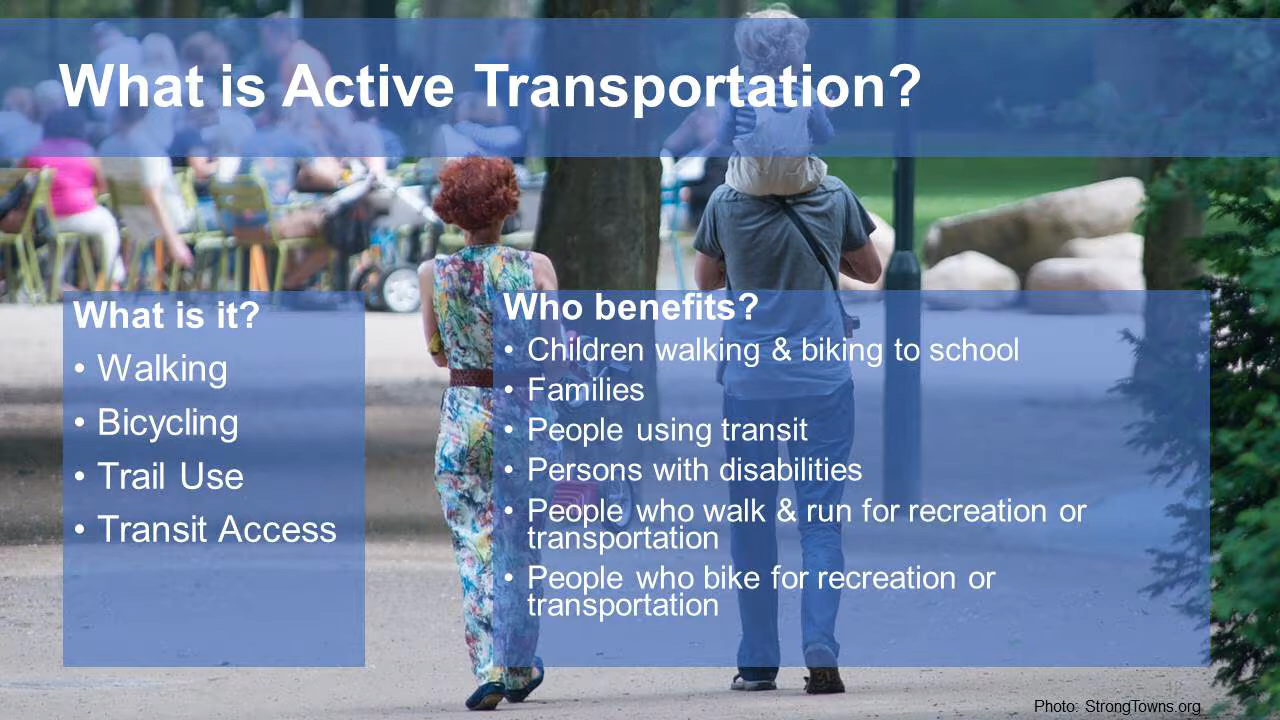 What is Active Transportation?
What is it?
• Walking
• Bicycling
• Trail Use
• Transit Access
Who benefits?
• Children walking & biking to school
• Families
• People using transit
• Persons with disabilities
• People who walk & run for recreation or
transportation
• People who bike for recreation or
transportation
Photo: StrongTowns.org